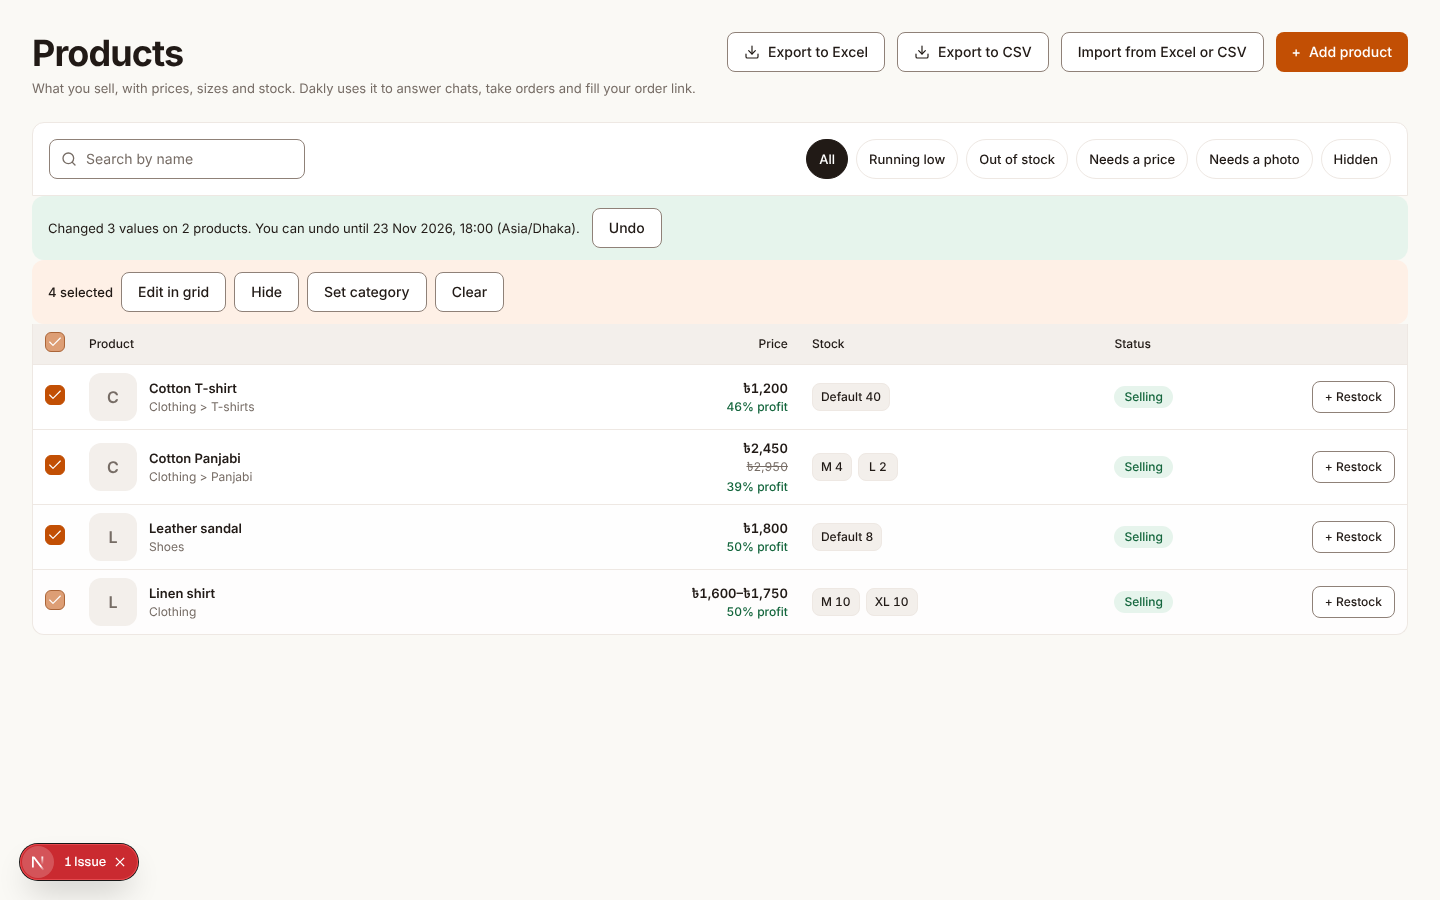 Products
Export to Excel
Export to CSV
Import from Excel or CSV
+ Add product
What you sell, with prices, sizes and stock. Dakly uses it to answer chats, take orders and fill your order link.
Search by name
All
Running low
Out of stock
Needs a price
Needs a photo
Hidden
Changed 3 values on 2 products. You can undo until 23 Nov 2026, 18:00 (Asia/Dhaka).
Undo
4 selected
Edit in grid
Hide
Set category
Clear
Product
Price
Stock
Status
C
Cotton T-shirt
Clothing > T-shirts
৳1,200
46% profit
Default 40
Selling
+ Restock
C
Cotton Panjabi
Clothing > Panjabi
৳2,450
৳2,950
39% profit
M 4
L 2
Selling
+ Restock
L
Leather sandal
Shoes
৳1,800
50% profit
Default 8
Selling
+ Restock
L
Linen shirt
Clothing
৳1,600–৳1,750
50% profit
M 10
XL 10
Selling
+ Restock
N
1 Issue